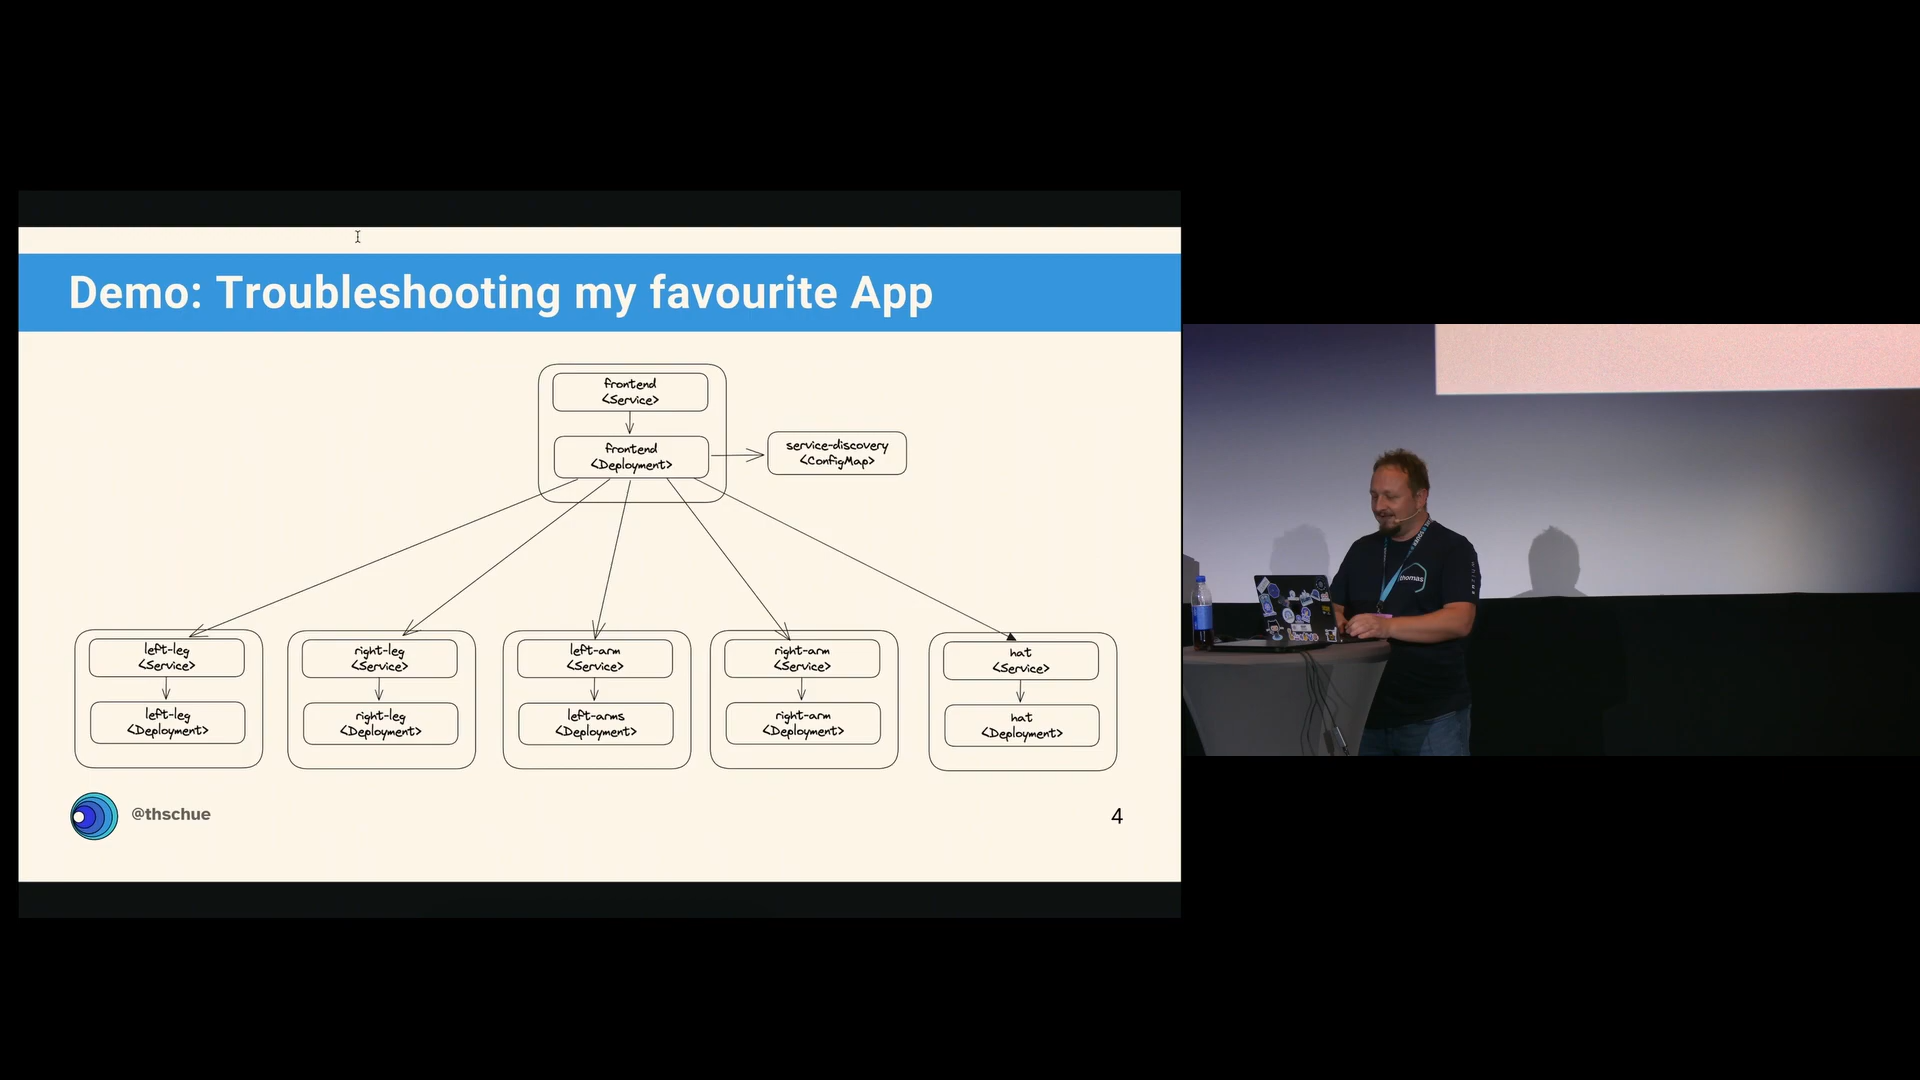 Demo: Troubleshooting my favourite App
frontend
<Service>
frontend
<Deployment>
service-discovery
<ConfigMap>
left-leg
<Service>
left-leg
<Deployment>
right-leg
<Service>
right-leg
<Deployment>
left-arm
<Service>
left-arms
<Deployment>
right-arm
<Service>
right-arm
<Deployment>
hat
<Service>
hat
<Deployment>
@thschue
4
thomas